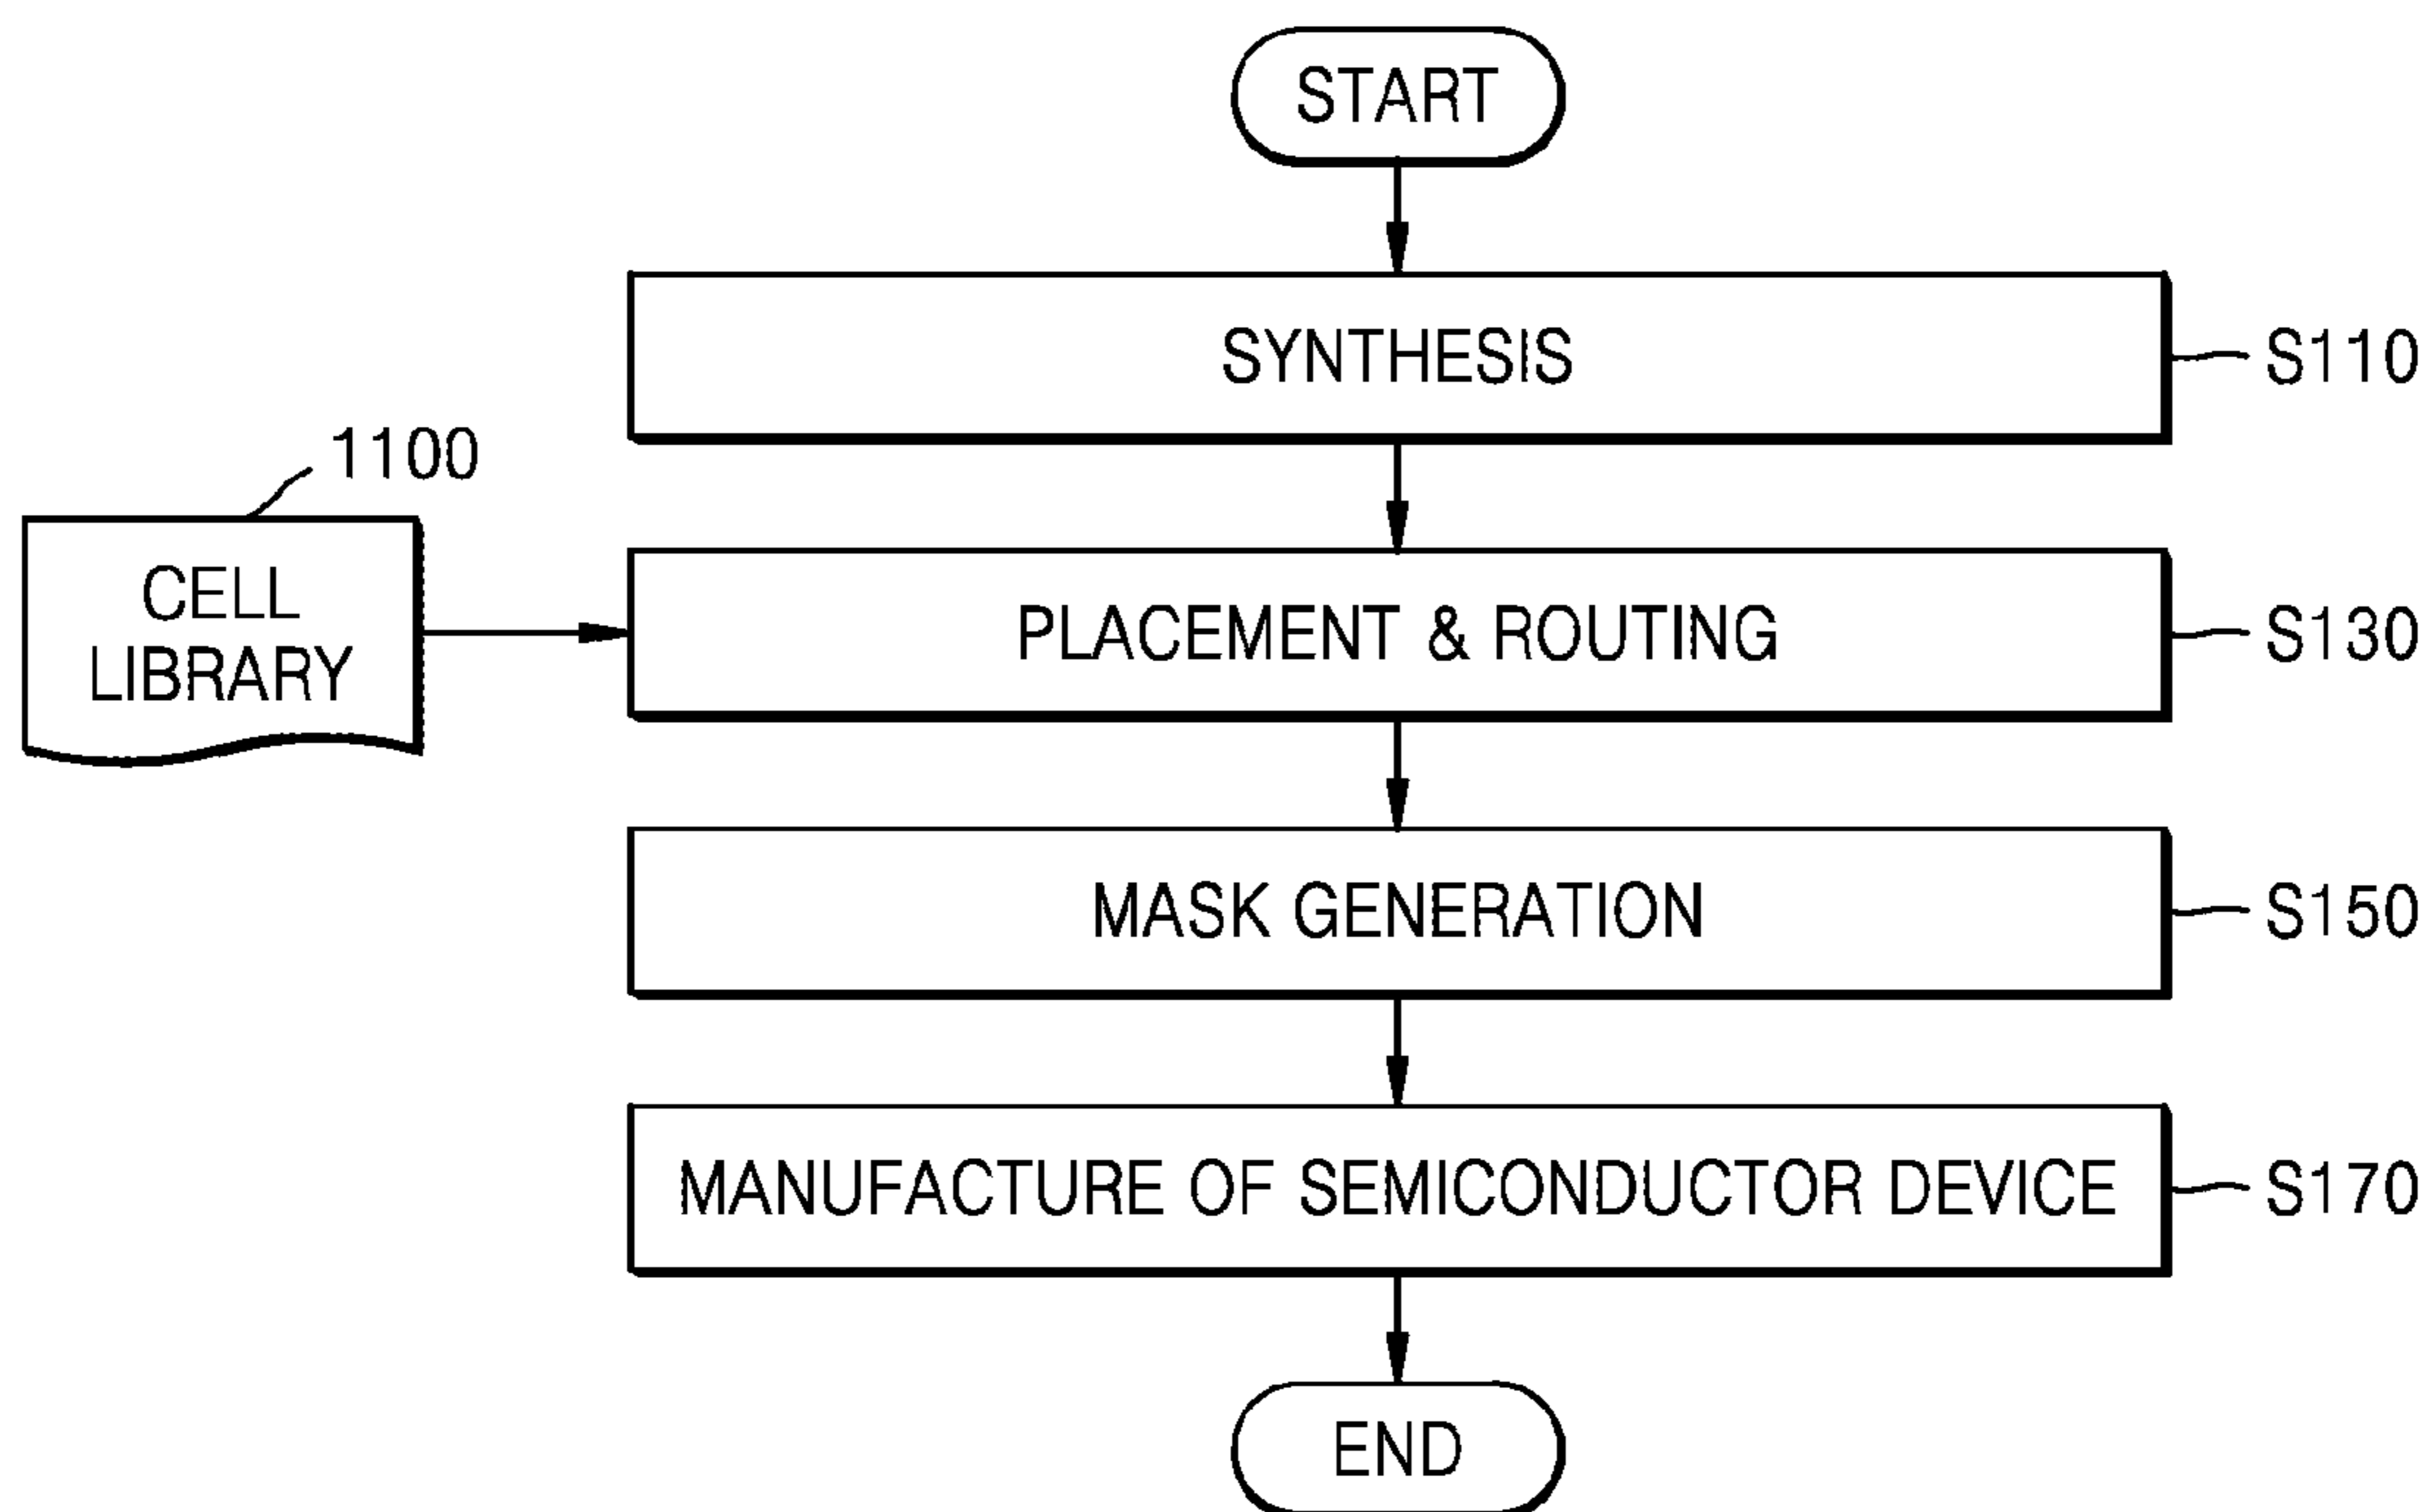 START
SYNTHESIS
S110
1100
CELL
LIBRARY
PLACEMENT & ROUTING
S130
MASK GENERATION
S150
MANUFACTURE OF SEMICONDUCTOR DEVICE
S170
END